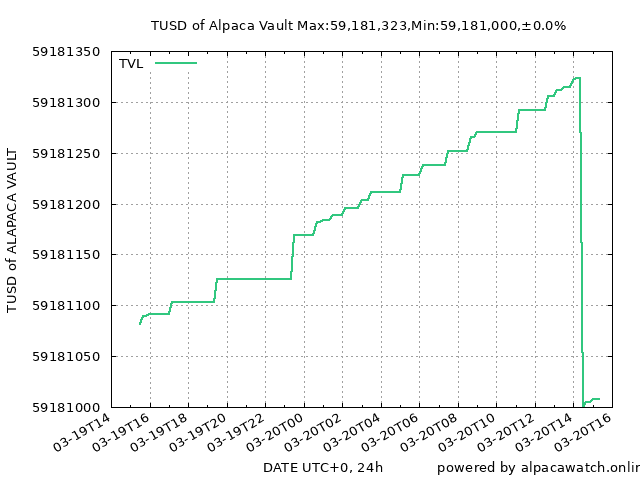 TUSD of Alpaca Vault Max:59,181,323,Min:59,181,000,±0.0%
TVL
TUSD of ALAPACA VAULT
59181350
59181300
59181250
59181200
59181150
59181100
59181050
59181000
03-19T14
03-19T16
03-19T18
03-19T20
03-19T22
03-20T00
03-20T02
03-20T04
03-20T06
03-20T08
03-20T10
03-20T12
03-20T14
03-20T16
DATE UTC+0, 24h
powered by alpacawatch.onlin